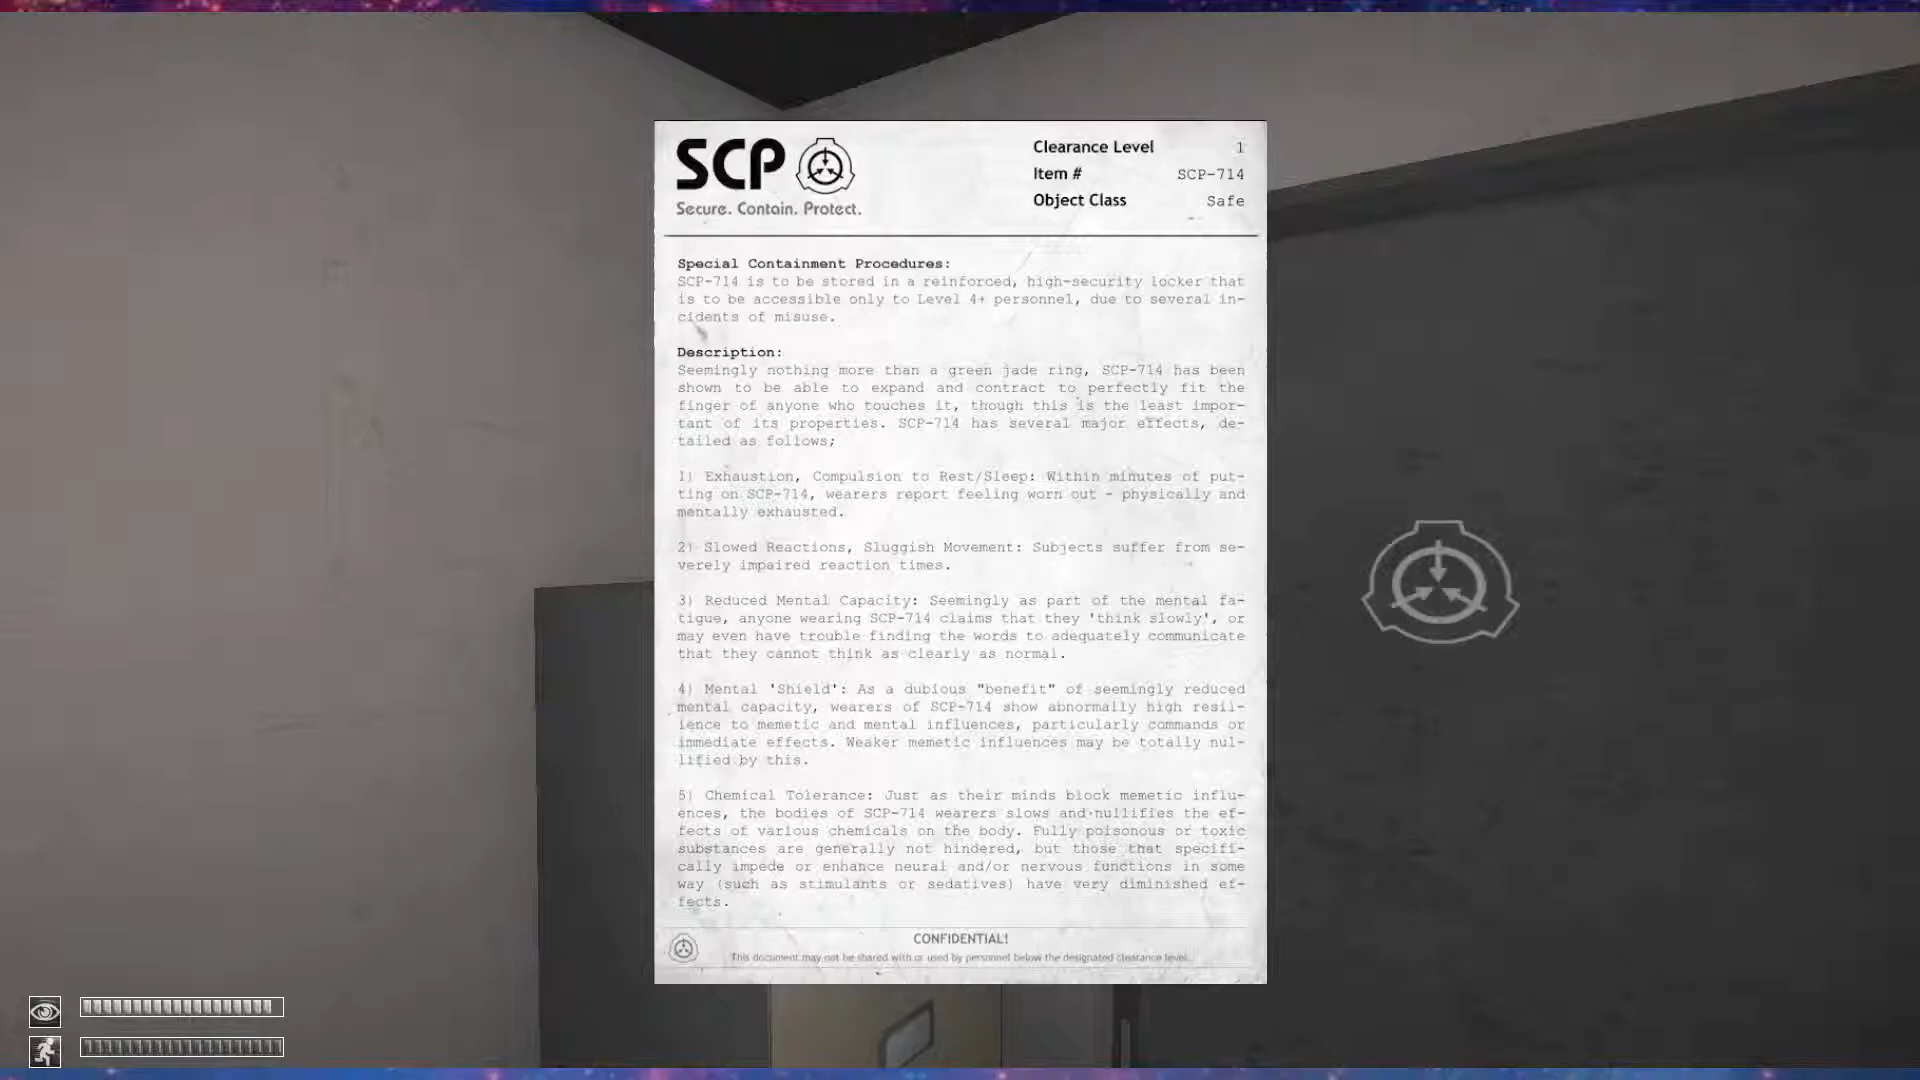 SCP
Secure. Contain. Protect.
Clearance Level 1
Item # SCP-714
Object Class Safe
Special Containment Procedures:
SCP-714 is to be stored in a reinforced, high-security locker that
is to be accessible only to Level 4+ personnel, due to several in-
cidents of misuse.
Description:
Seemingly nothing more than a green jade ring, SCP-714 has been
shown to be able to expand and contract to perfectly fit the
finger of anyone who touches it, though this is the least impor-
tant of its properties. SCP-714 has several major effects, de-
tailed as follows;
1) Exhaustion, Compulsion to Rest/Sleep: Within minutes of put-
ting on SCP-714, wearers report feeling worn out - physically and
mentally exhausted.
2) Slowed Reactions, Sluggish Movement: Subjects suffer from se-
verely impaired reaction times.
3) Reduced Mental Capacity: Seemingly as part of the mental fa-
tigue, anyone wearing SCP-714 claims that they 'think slowly', or
may even have trouble finding the words to adequately communicate
that they cannot think as clearly as normal.
4) Mental 'Shield': As a dubious "benefit" of seemingly reduced
mental capacity, wearers of SCP-714 show abnormally high resil-
ience to memetic and mental influences, particularly commands or
immediate effects. Weaker memetic influences may be totally nul-
lified by this.
5) Chemical Tolerance: Just as their minds block memetic influ-
ences, the bodies of SCP-714 wearers slows and nullifies the ef-
fects of various chemicals on the body. Fully poisonous or toxic
substances are generally not hindered, but those that specifi-
cally impede or enhance neural and/or nervous functions in some
way (such as stimulants or sedatives) have very diminished ef-
fects.
CONFIDENTIAL!
This document may not be shared with or used by personnel below the designated clearance level.